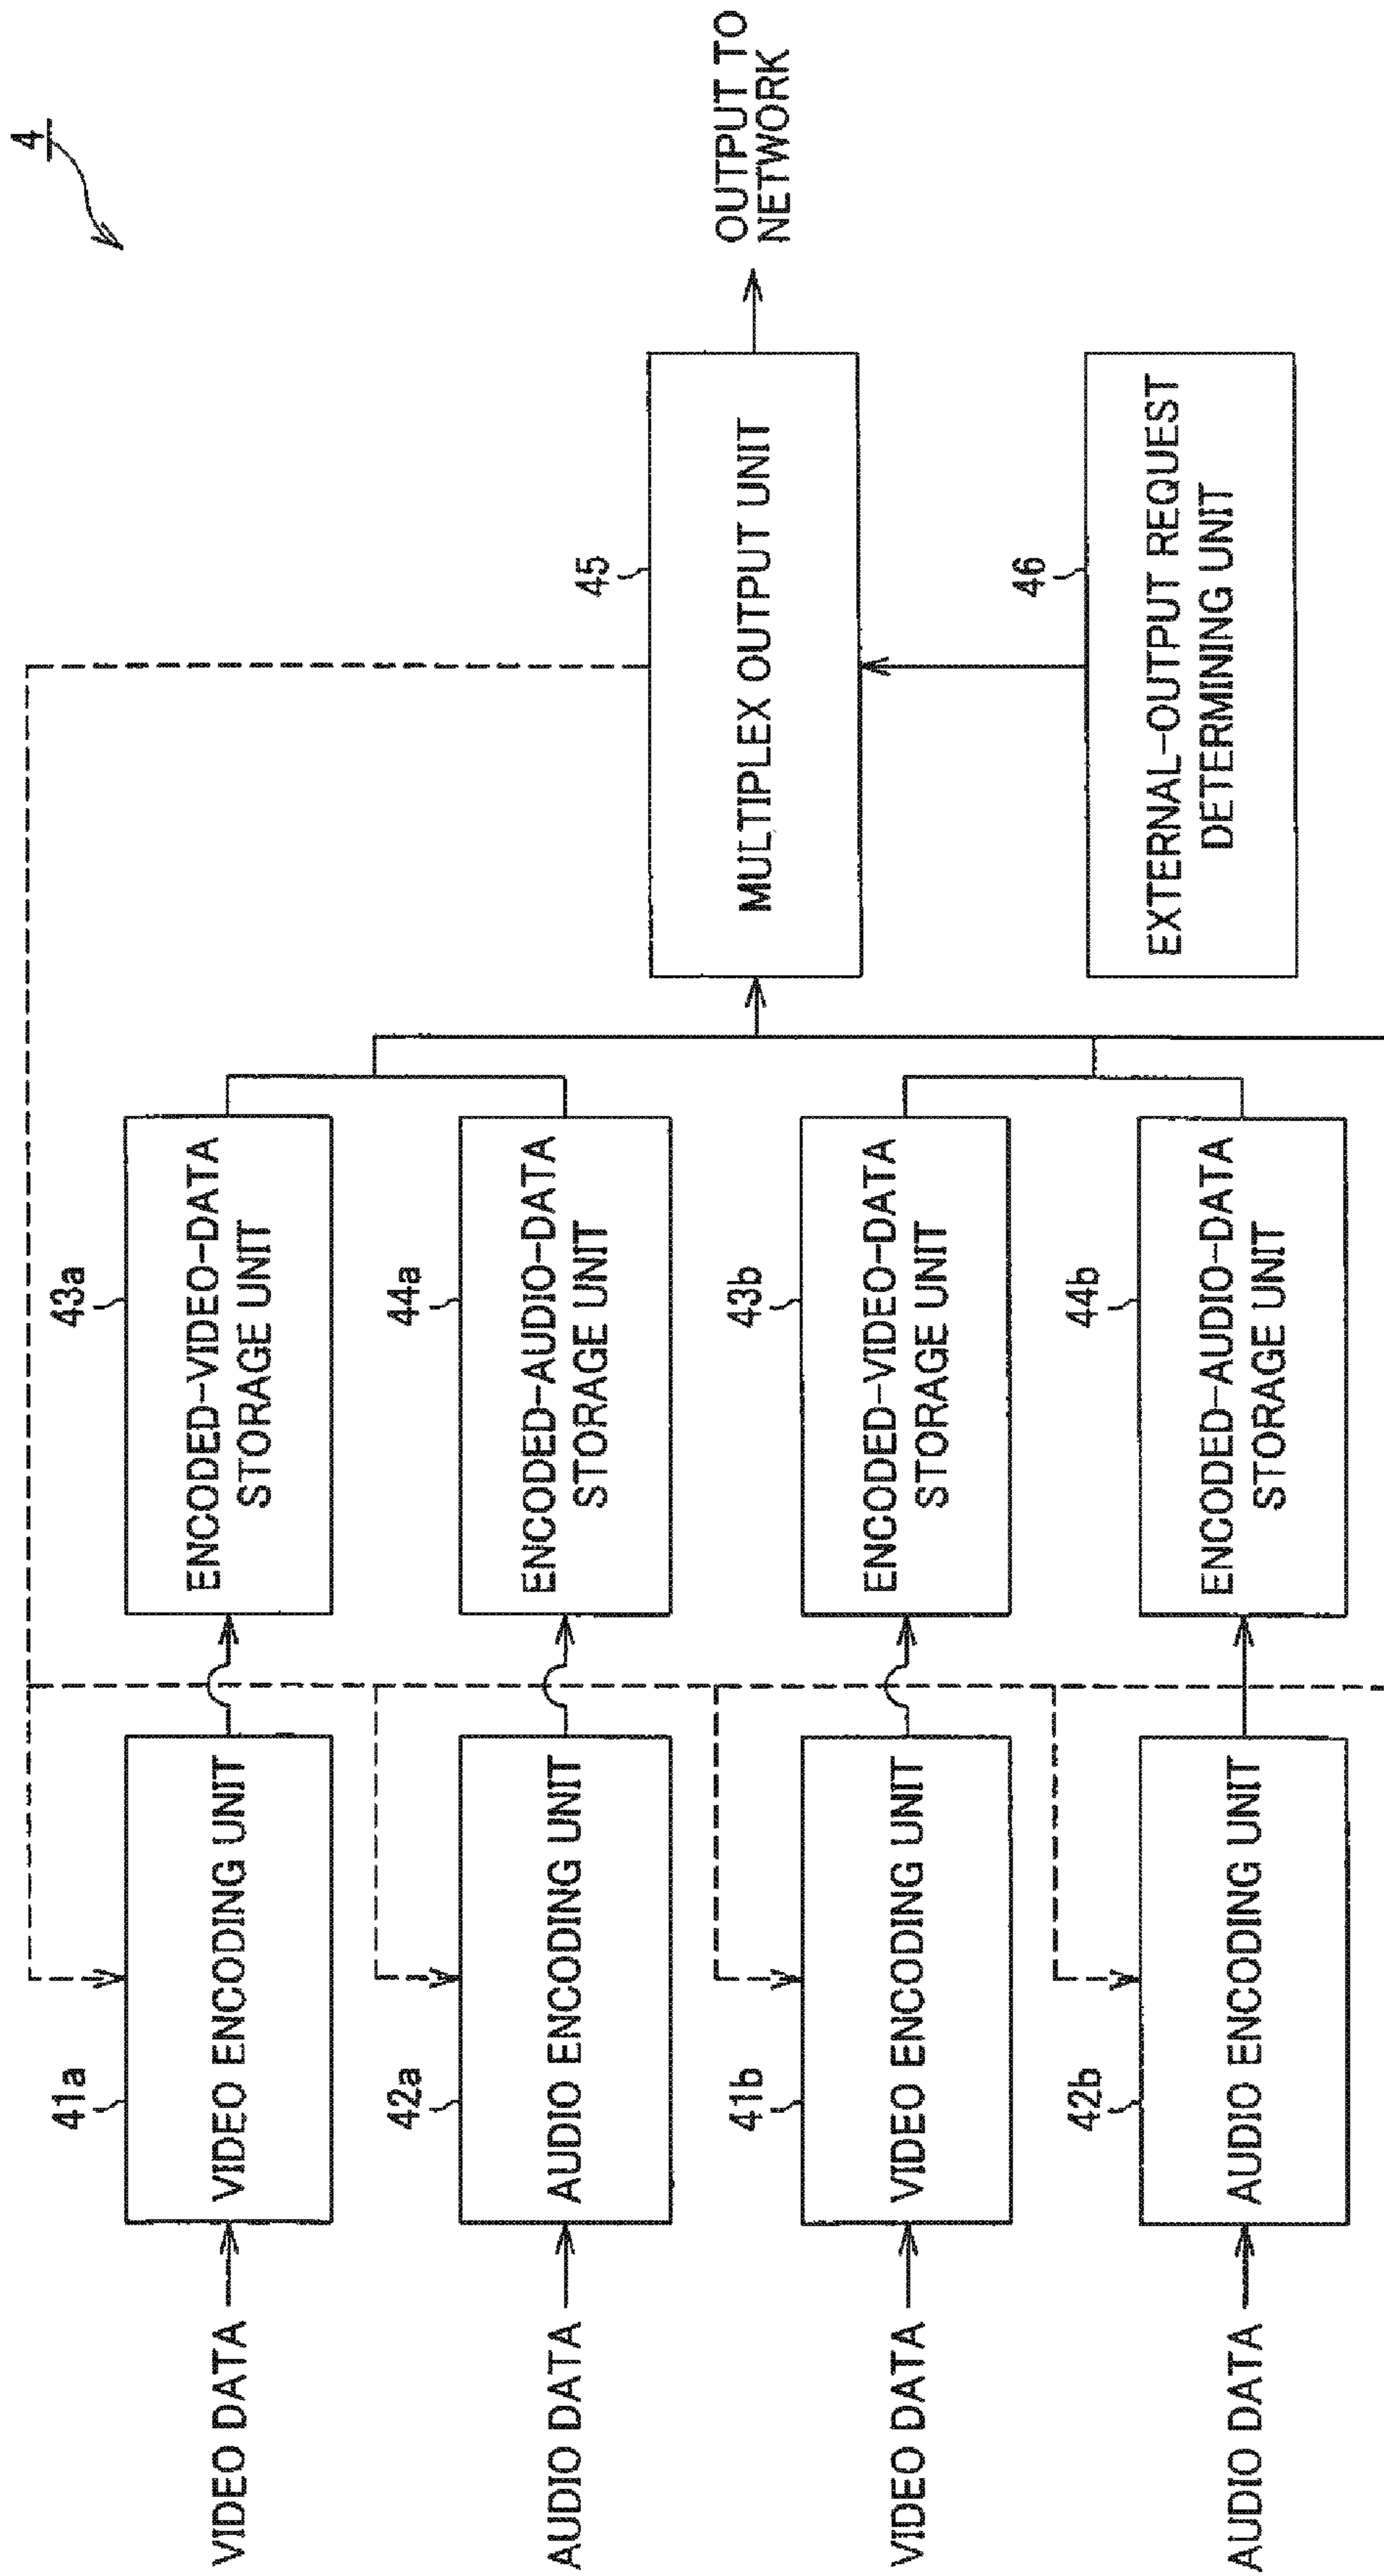 4
VIDEO DATA
41a
VIDEO ENCODING UNIT
43a
ENCODED-VIDEO-DATA
STORAGE UNIT
AUDIO DATA
42a
AUDIO ENCODING UNIT
44a
ENCODED-AUDIO-DATA
STORAGE UNIT
45
MULTIPLEX OUTPUT UNIT
OUTPUT TO
NETWORK
VIDEO DATA
41b
VIDEO ENCODING UNIT
43b
ENCODED-VIDEO-DATA
STORAGE UNIT
AUDIO DATA
42b
AUDIO ENCODING UNIT
44b
ENCODED-AUDIO-DATA
STORAGE UNIT
46
EXTERNAL-OUTPUT REQUEST
DETERMINING UNIT